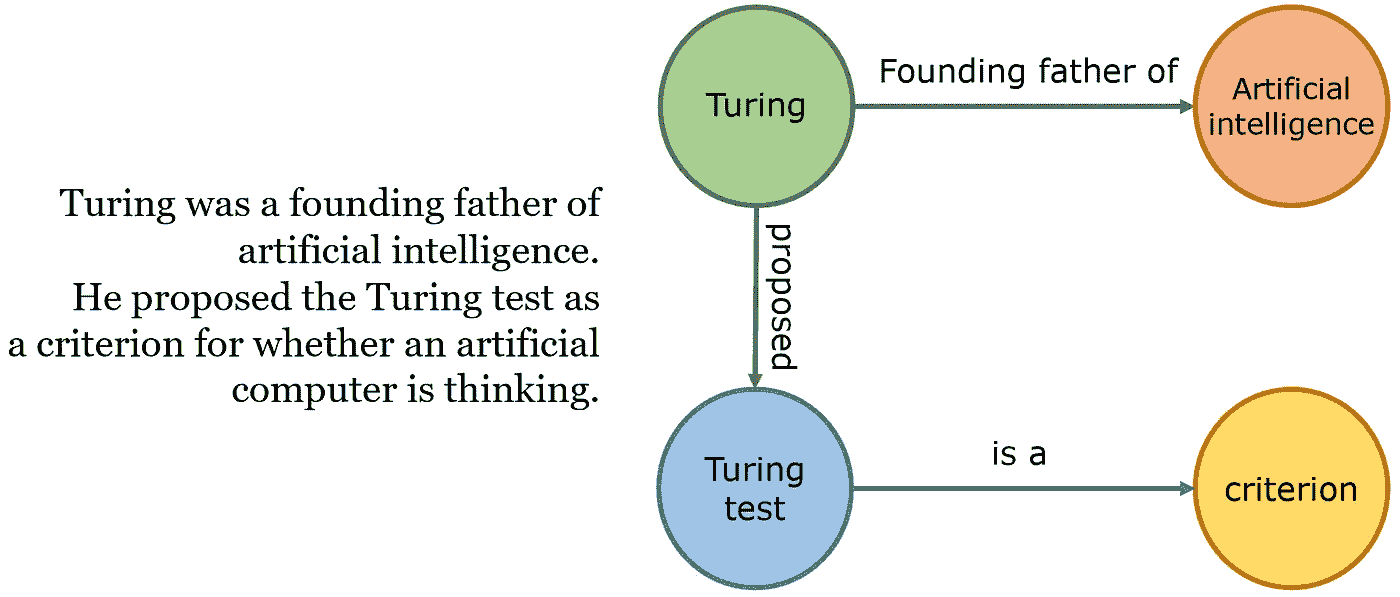 Turing was a founding father of
artificial intelligence.
He proposed the Turing test as
a criterion for whether an artificial
computer is thinking.
Turing
Founding father of
Artificial
intelligence
proposed
Turing
test
is a
criterion